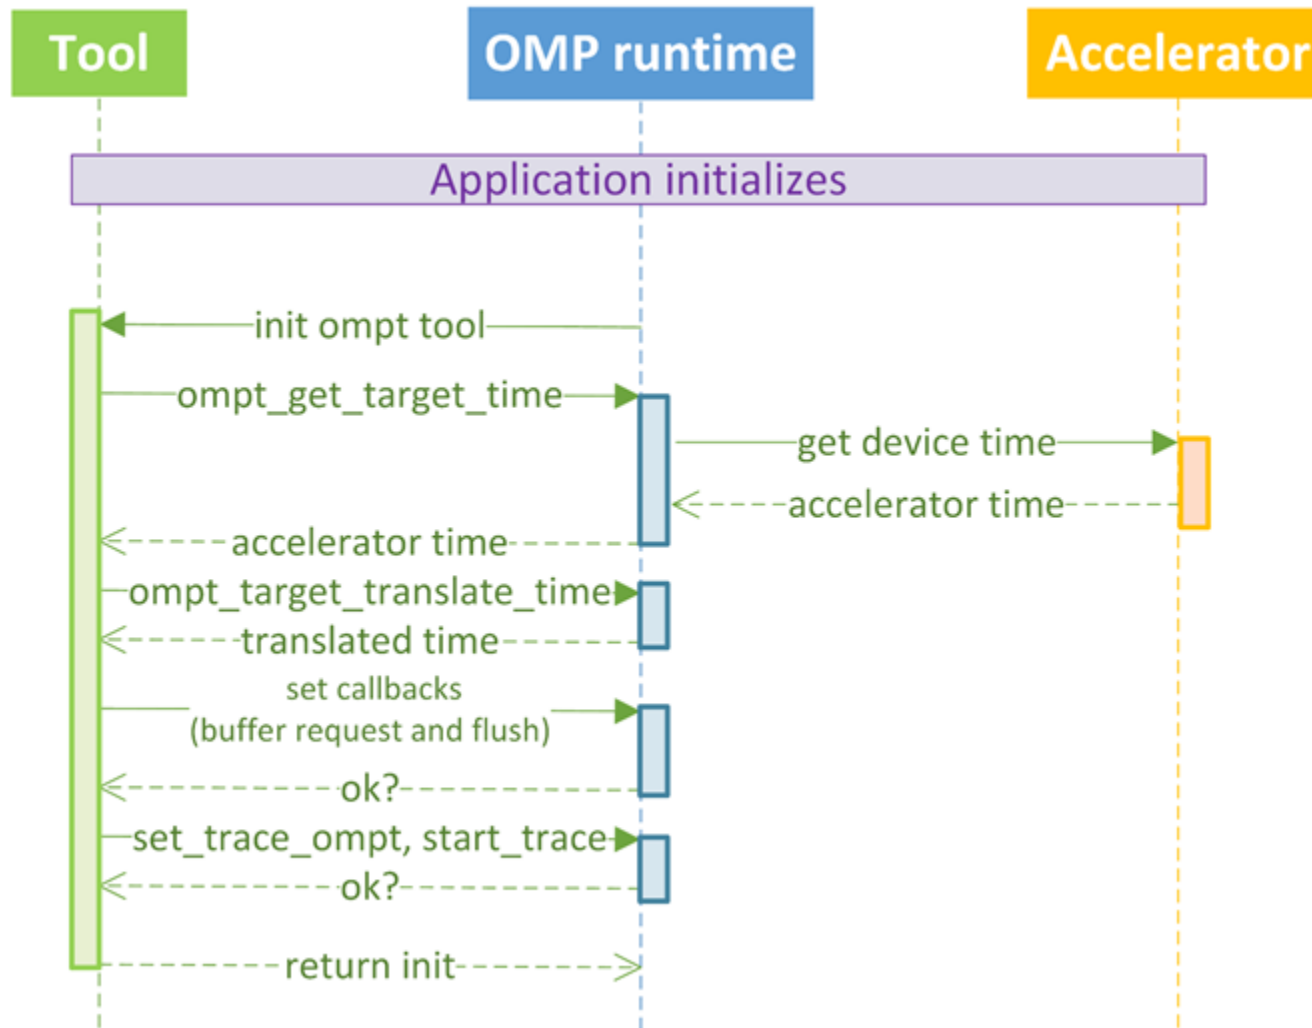 Tool
OMP runtime
Accelerator
Application initializes
init ompt tool
ompt_get_target_time
get device time
accelerator time
accelerator time
ompt_target_translate_time
translated time
set callbacks
(buffer request and flush)
ok?
set_trace_ompt, start_trace
ok?
return init